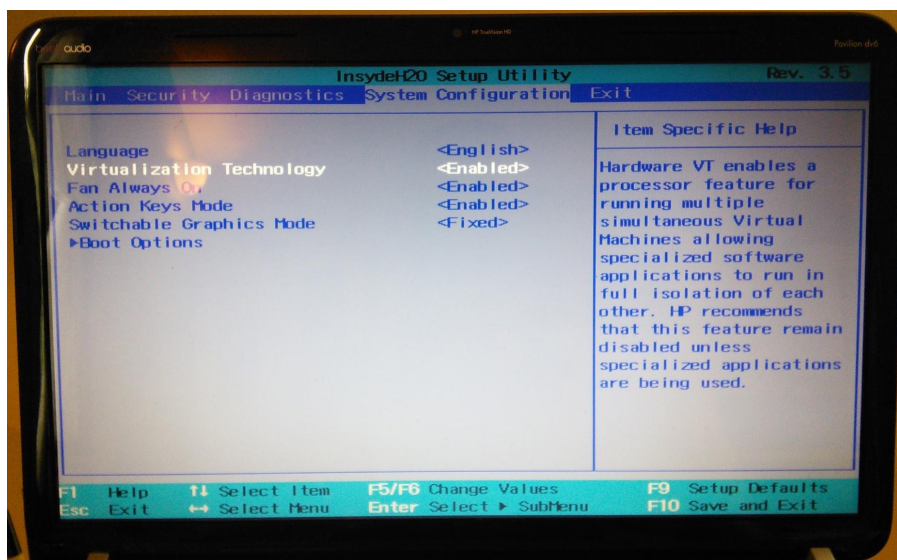 audio
HP TrueVision HD
Pavilion dv6
InsydeH20 Setup Utility Rev. 3.5
Main Security Diagnostics System Configuration Exit
Item Specific Help
Language <English>
Virtualization Technology <Enabled>
Fan Always On <Enabled>
Action Keys Mode <Enabled>
Switchable Graphics Mode <Fixed>
▶Boot Options
Hardware VT enables a
processor feature for
running multiple
simultaneous Virtual
Machines allowing
specialized software
applications to run in
full isolation of each
other. HP recommends
that this feature remain
disabled unless
specialized applications
are being used.
F1 Help ↑↓ Select Item F5/F6 Change Values F9 Setup Defaults
Esc Exit ↔ Select Menu Enter Select ▶ SubMenu F10 Save and Exit